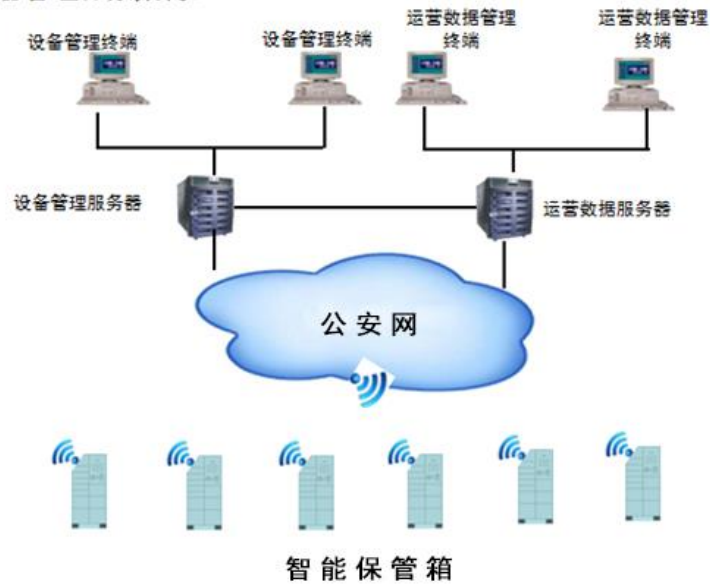 设备管理终端
设备管理终端
运营数据管理
终端
运营数据管理
终端
设备管理服务器
运营数据服务器
公安网
智能保管箱